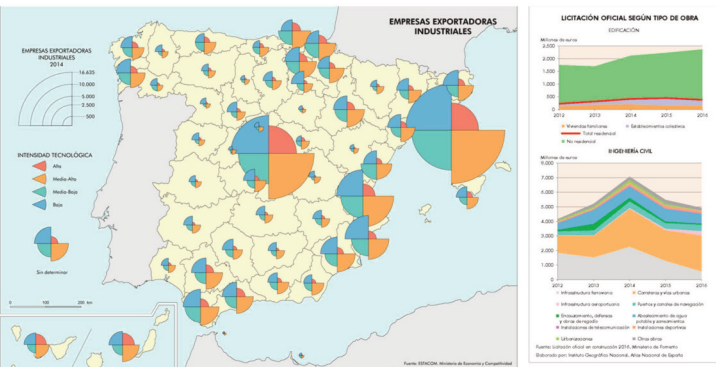 EMPRESAS EXPORTADORAS
INDUSTRIALES
EMPRESAS EXPORTADORAS
INDUSTRIALES
2014
16.635
10.000
5.000
2.500
500
INTENSIDAD TECNOLÓGICA
Alta
Media-Alta
Media-Baja
Baja
Sin determinar
0 100 200 km
Fuente: ESTACOM. Ministerio de Economía y Competitividad
LICITACIÓN OFICIAL SEGÚN TIPO DE OBRA
EDIFICACIÓN
Millones de euros
2.000
1.000
500
0
2012 2013 2014 2015 2016
Viviendas familiares
Establecimientos colectivos
Total residencial
No residencial
INGENIERÍA CIVIL
Millones de euros
8.000
7.000
6.000
5.000
4.000
3.000
2.000
1.000
0
2012 2013 2014 2015 2016
Infraestructura ferroviaria
Carreteras y vías urbanas
Infraestructura aeroportuaria
Puertos y canales de navegación
Encauzamiento, defensas
y obras de regadío
Abastecimiento de agua
potable y saneamientos
Instalaciones de telecomunicación
Instalaciones deportivas
Urbanizaciones
Otras obras
Fuente: Licitación oficial en construcción 2016. Ministerio de Fomento
Elaborado por: Instituto Geográfico Nacional. Atlas Nacional de España